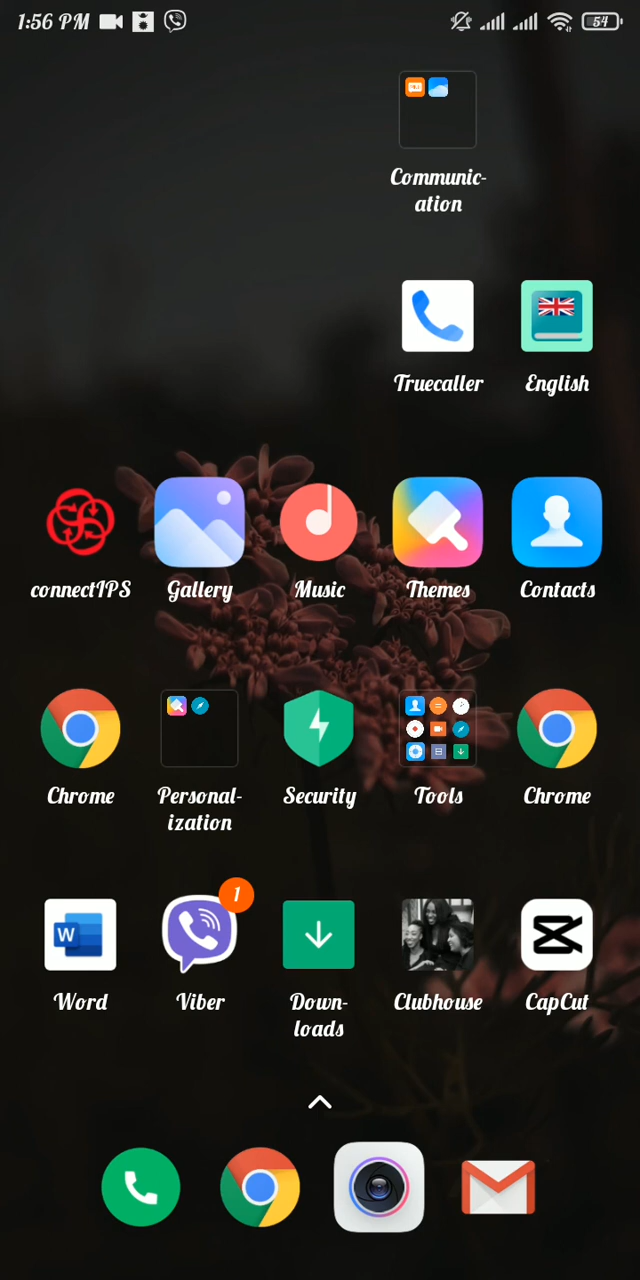 1:56 PM
54
Communic-
ation
Truecaller
English
connectIPS
Gallery
Music
Themes
Contacts
Chrome
Personal-
ization
Security
Tools
Chrome
1
W
Word
Viber
Down-
loads
Clubhouse
CapCut